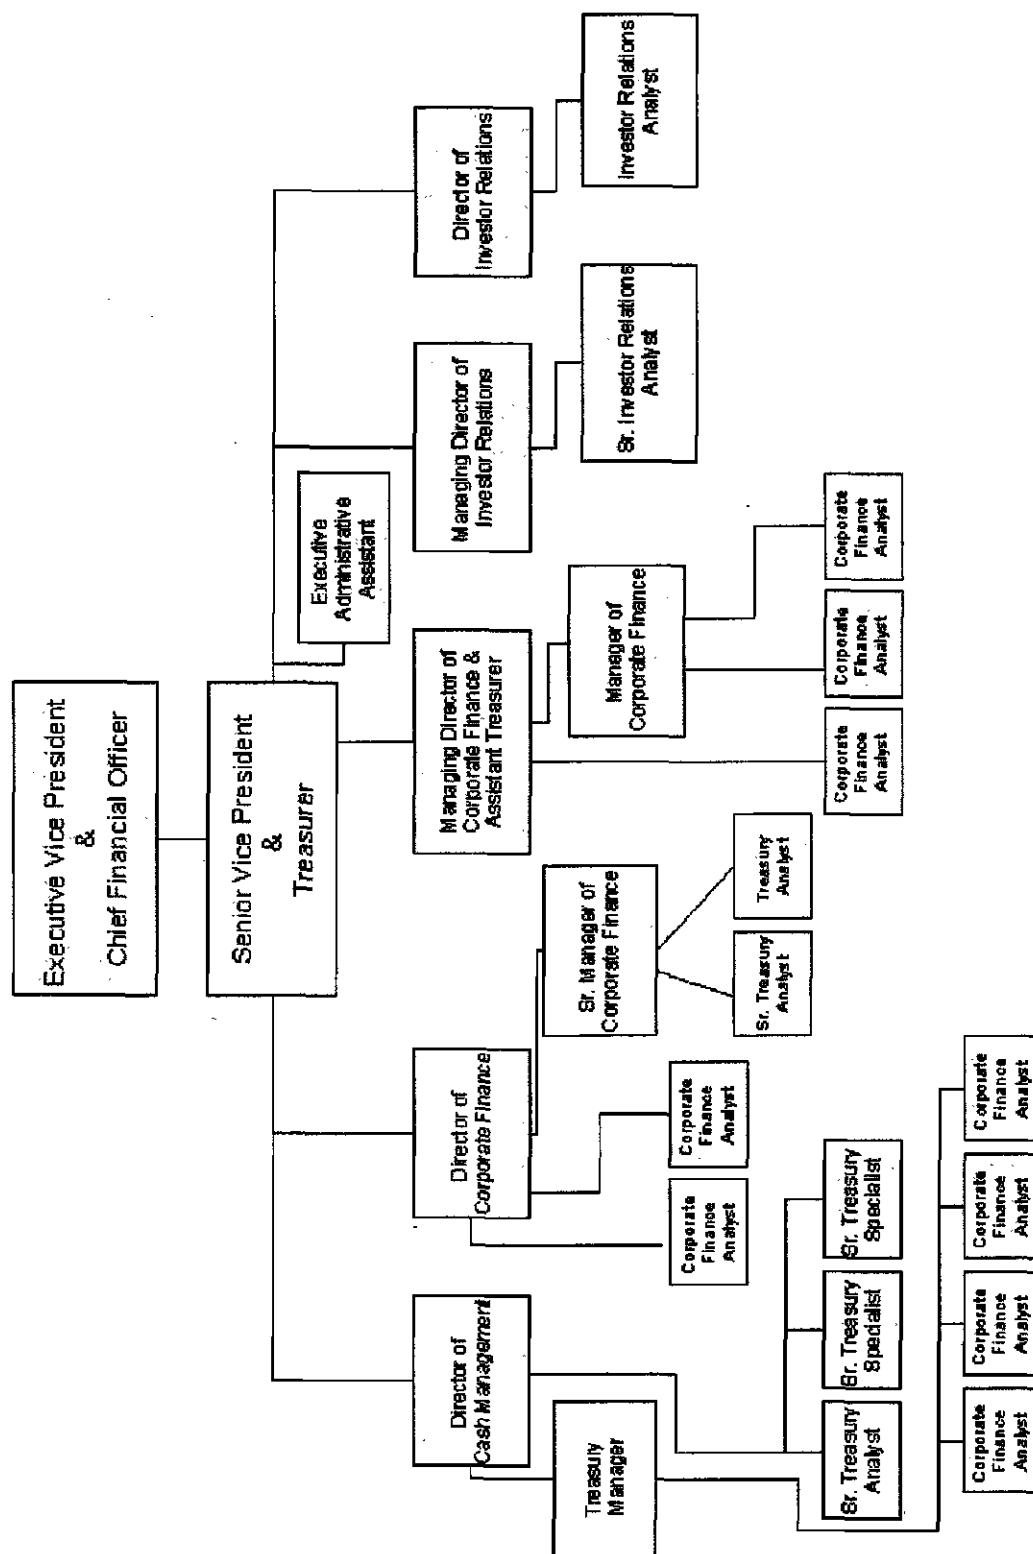 Executive Vice President
&
Chief Financial Officer
Senior Vice President
&
Treasurer
Executive
Administrative
Assistant
Director of
Cash Management
Director of
Corporate Finance
Managing Director of
Corporate Finance &
Assistant Treasurer
Managing Director of
Investor Relations
Director of
Investor Relations
Treasury
Manager
Sr. Manager of
Corporate Finance
Manager of
Corporate Finance
Sr. Investor Relations
Analyst
Investor Relations
Analyst
Corporate
Finance
Analyst
Corporate
Finance
Analyst
Sr. Treasury
Analyst
Treasury
Analyst
Sr. Treasury
Analyst
Sr. Treasury
Specialist
Sr. Treasury
Specialist
Corporate
Finance
Analyst
Corporate
Finance
Analyst
Corporate
Finance
Analyst
Corporate
Finance
Analyst
Corporate
Finance
Analyst
Corporate
Finance
Analyst
Corporate
Finance
Analyst